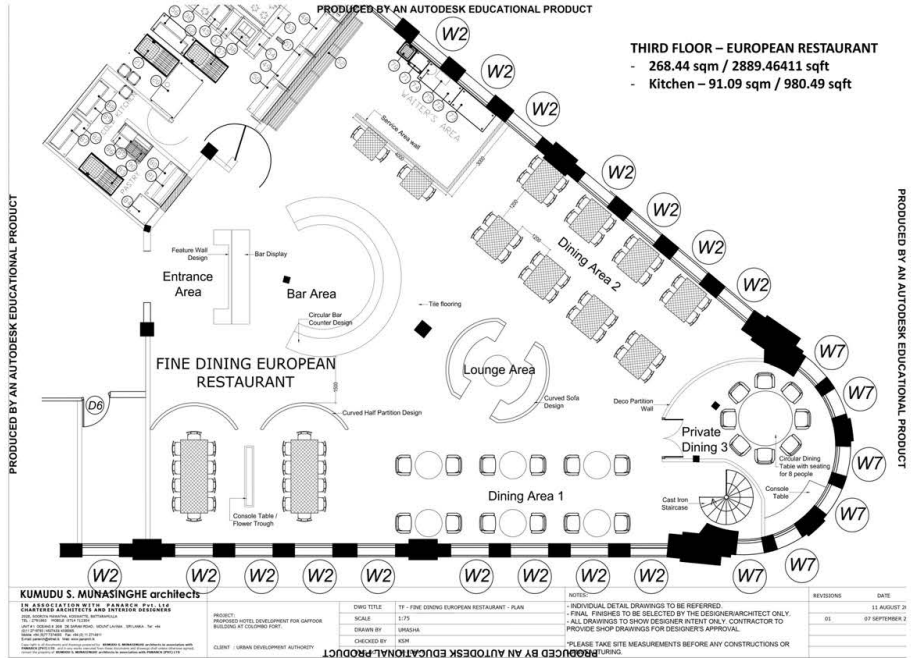 PRODUCED BY AN AUTODESK EDUCATIONAL PRODUCT
THIRD FLOOR – EUROPEAN RESTAURANT
- 268.44 sqm / 2889.46411 sqft
- Kitchen – 91.09 sqm / 980.49 sqft
W2
W2
W2
W2
W2
W2
W7
W7
W7
W7
W7
PRODUCED BY AN AUTODESK EDUCATIONAL PRODUCT
PRODUCED BY AN AUTODESK EDUCATIONAL PRODUCT
WAITER'S AREA
Service Area wall
PASTRY
Feature Wall
Design
Bar Display
Entrance
Area
Bar Area
Circular Bar
Counter Design
Tile flooring
Dining Area 2
1200
1200
FINE DINING EUROPEAN
RESTAURANT
Lounge Area
Curved Sofa
Design
Curved Half Partition Design
D6
Deco Partition
Wall
Private
Dining 3
Circular Dining
Table with seating
for 8 people
Console
Table
Cast Iron
Staircase
Dining Area 1
Console Table /
Flower Trough
W2
W2
W2
W2
W2
W2
W2
W2
KUMUDU S. MUNASINGHE architects
IN ASSOCIATION WITH PANARCH Pvt. Ltd
CHARTERED ARCHITECTS AND INTERIOR DESIGNERS
PROJECT:
PROPOSED HOTEL DEVELOPMENT FOR GAFFOOR
BUILDING AT COLOMBO FORT.
CLIENT : URBAN DEVELOPMENT AUTHORITY
DWG TITLE TF - FINE DINING EUROPEAN RESTAURANT - PLAN
SCALE 1:75
DRAWN BY UMASHA
CHECKED BY KSM
NOTES:
- INDIVIDUAL DETAIL DRAWINGS TO BE REFERRED.
- FINAL FINISHES TO BE SELECTED BY THE DESIGNER/ARCHITECT ONLY.
- ALL DRAWINGS TO SHOW DESIGNER INTENT ONLY. CONTRACTOR TO
PROVIDE SHOP DRAWINGS FOR DESIGNER'S APPROVAL.
*PLEASE TAKE SITE MEASUREMENTS BEFORE ANY CONSTRUCTIONS OR
REVISIONS DATE
11 AUGUST
01 07 SEPTEMBER
PRODUCED BY AN AUTODESK EDUCATIONAL PRODUCT